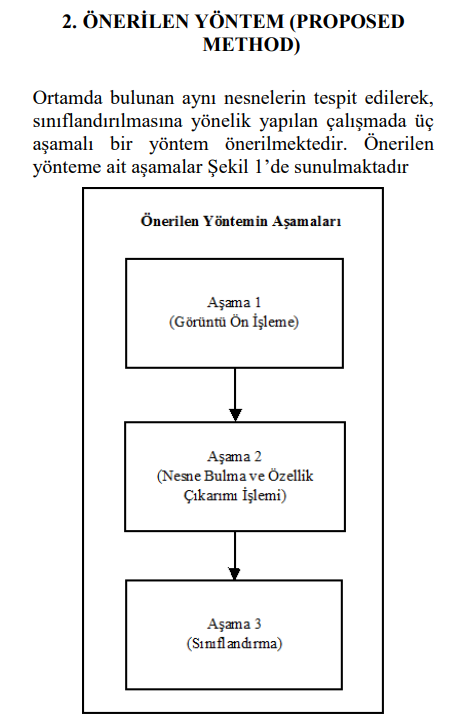 2. ÖNERİLEN YÖNTEM (PROPOSED
METHOD)
Ortamda bulunan aynı nesnelerin tespit edilerek,
sınıflandırılmasına yönelik yapılan çalışmada üç
aşamalı bir yöntem önerilmektedir. Önerilen
yönteme ait aşamalar Şekil 1’de sunulmaktadır
Önerilen Yöntemin Aşamaları
Aşama 1
(Görüntü Ön İşleme)
Aşama 2
(Nesne Bulma ve Özellik
Çıkarımı İşlemi)
Aşama 3
(Sınıflandırma)